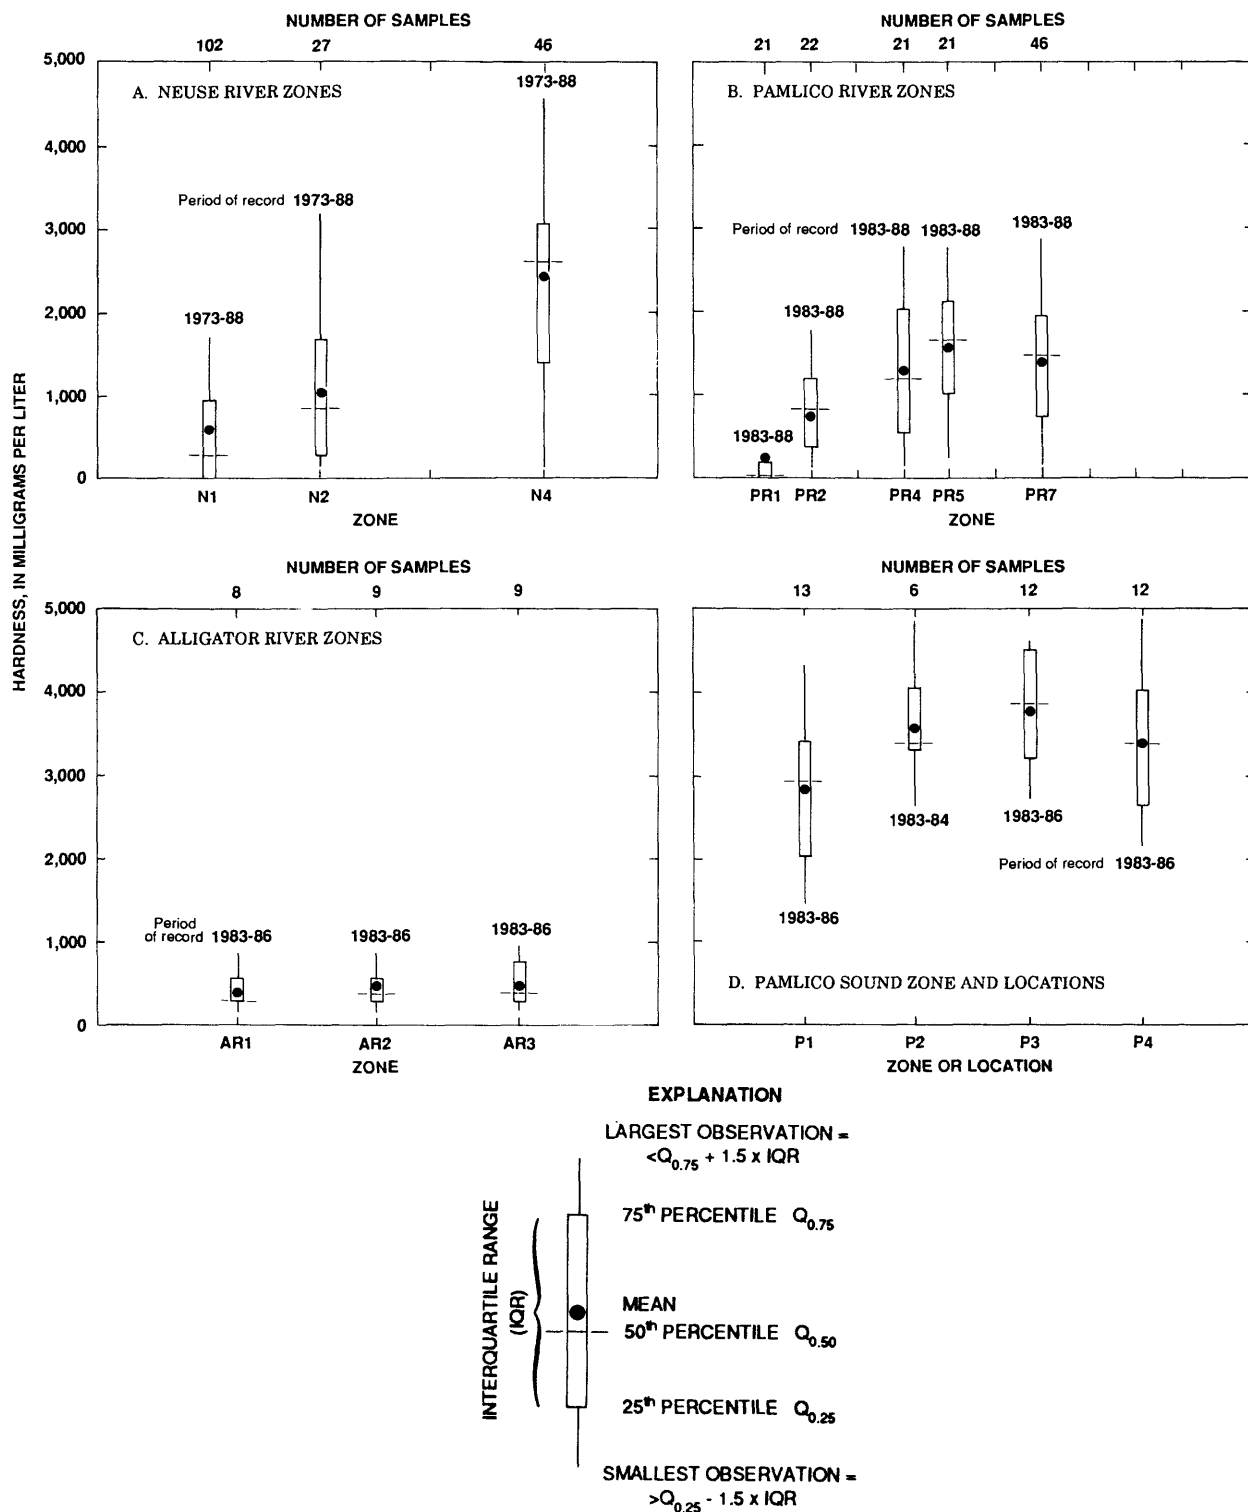 NUMBER OF SAMPLES
102 27 46
5,000
4,000
3,000
2,000
1,000
0
A. NEUSE RIVER ZONES
1973-88
Period of record 1973-88
1973-88
N1 N2 N4
ZONE
NUMBER OF SAMPLES
21 22 21 21 46
B. PAMLICO RIVER ZONES
Period of record 1983-88 1983-88 1983-88
1983-88
1983-88
PR1 PR2 PR4 PR5 PR7
ZONE
HARDNESS, IN MILLIGRAMS PER LITER
NUMBER OF SAMPLES
8 9 9
5,000
4,000
3,000
2,000
1,000
0
C. ALLIGATOR RIVER ZONES
Period
of record 1983-86 1983-86 1983-86
AR1 AR2 AR3
ZONE
NUMBER OF SAMPLES
13 6 12 12
1983-84 1983-86
Period of record 1983-86
1983-86
D. PAMLICO SOUND ZONE AND LOCATIONS
P1 P2 P3 P4
ZONE OR LOCATION
EXPLANATION
LARGEST OBSERVATION =
<Q0.75 + 1.5 x IQR
75th PERCENTILE Q0.75
INTERQUARTILE RANGE
(IQR)
MEAN
50th PERCENTILE Q0.50
25th PERCENTILE Q0.25
SMALLEST OBSERVATION =
>Q0.25 - 1.5 x IQR